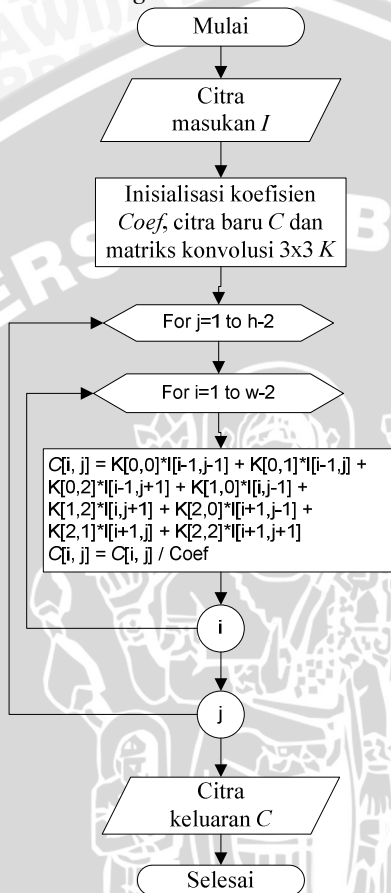 Mulai
Citra
masukan I
Inisialisasi koefisien
Coef, citra baru C dan
matriks konvolusi 3x3 K
For j=1 to h-2
For i=1 to w-2
C[i, j] = K[0,0]*I[i-1,j-1] + K[0,1]*I[i-1,j] +
K[0,2]*I[i-1,j+1] + K[1,0]*I[i,j-1] +
K[1,2]*I[i,j+1] + K[2,0]*I[i+1,j-1] +
K[2,1]*I[i+1,j] + K[2,2]*I[i+1,j+1]
C[i, j] = C[i, j] / Coef
i
j
Citra
keluaran C
Selesai